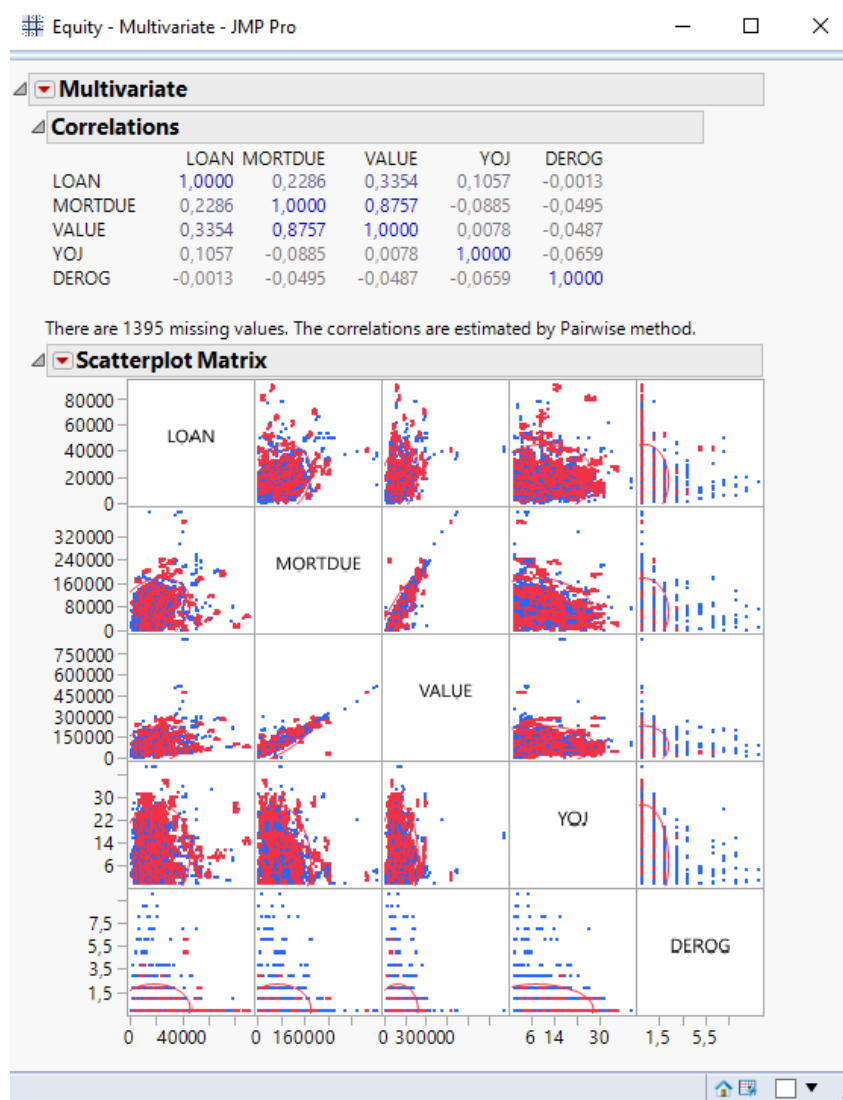 Equity - Multivariate - JMP Pro
Multivariate
Correlations
LOAN MORTDUE VALUE YOJ DEROG
LOAN 1,0000 0,2286 0,3354 0,1057 -0,0013
MORTDUE 0,2286 1,0000 0,8757 -0,0885 -0,0495
VALUE 0,3354 0,8757 1,0000 0,0078 -0,0487
YOJ 0,1057 -0,0885 0,0078 1,0000 -0,0659
DEROG -0,0013 -0,0495 -0,0487 -0,0659 1,0000
There are 1395 missing values. The correlations are estimated by Pairwise method.
Scatterplot Matrix
80000
60000
40000
20000
0
LOAN
320000
240000
160000
80000
0
MORTDUE
750000
600000
450000
300000
150000
0
VALUE
30
22
14
6
YOJ
7,5
5,5
3,5
1,5
DEROG
0 40000 0 160000 0 300000 6 14 30 1,5 5,5